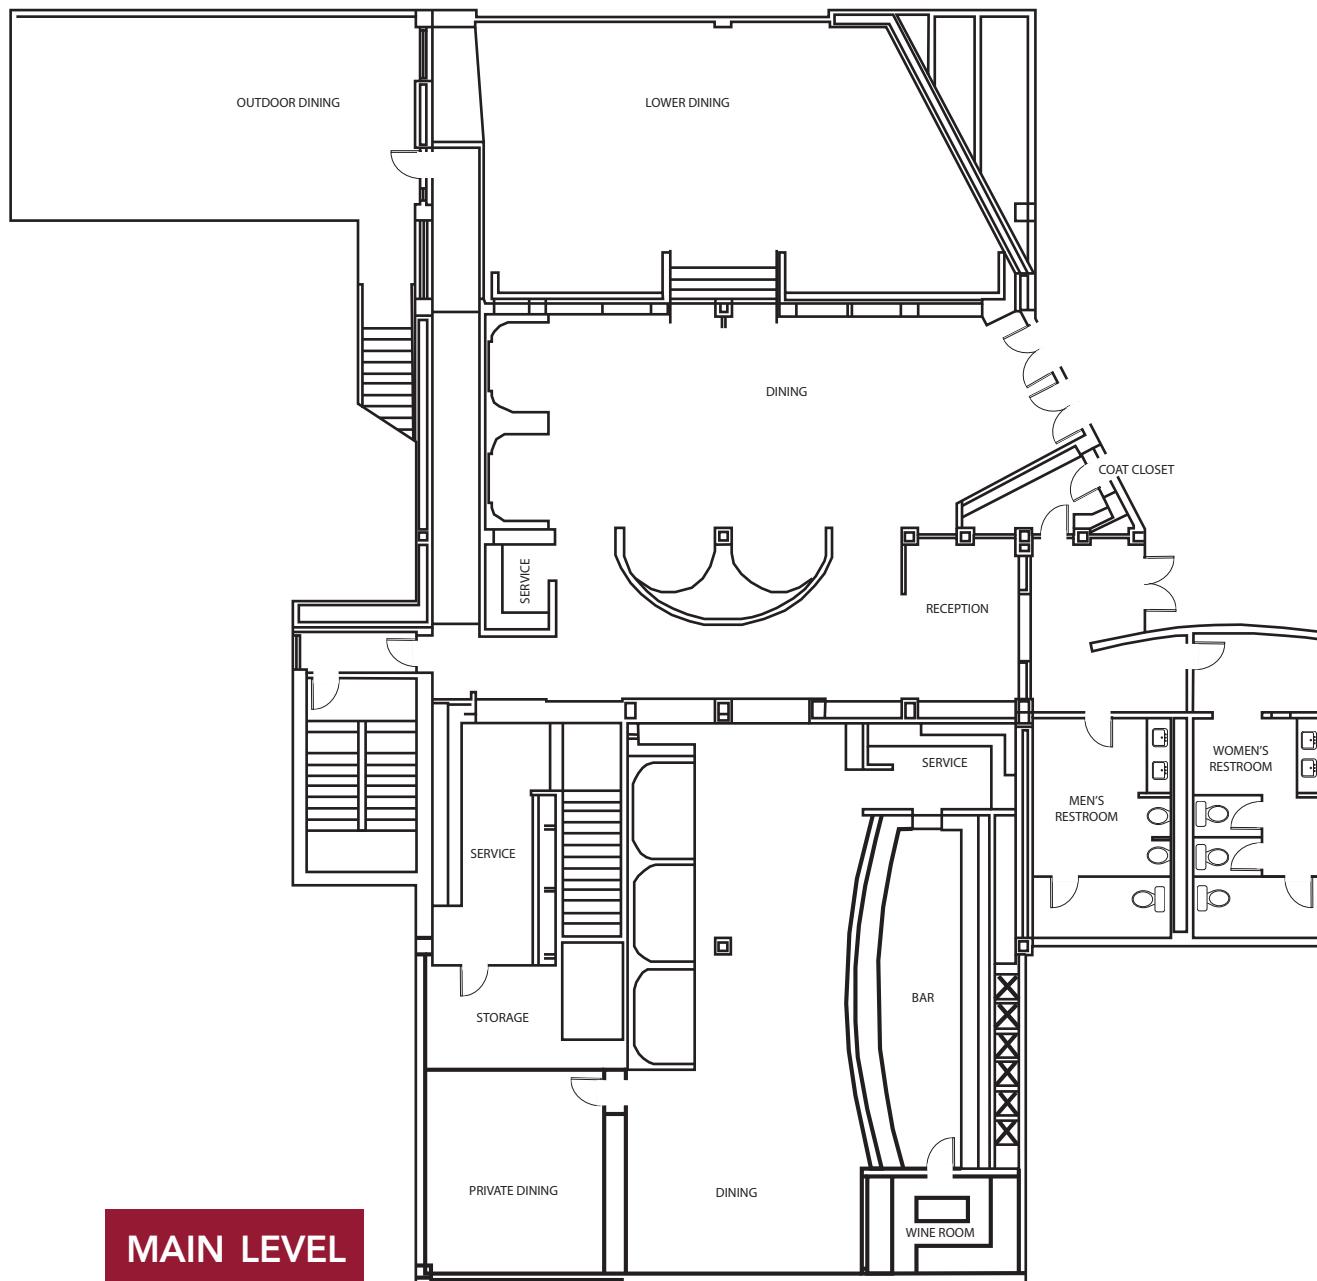 OUTDOOR DINING
LOWER DINING
DINING
COAT CLOSET
SERVICE
RECEPTION
WOMEN'S
RESTROOM
SERVICE
MEN'S
RESTROOM
SERVICE
BAR
STORAGE
PRIVATE DINING
DINING
WINE ROOM
MAIN LEVEL